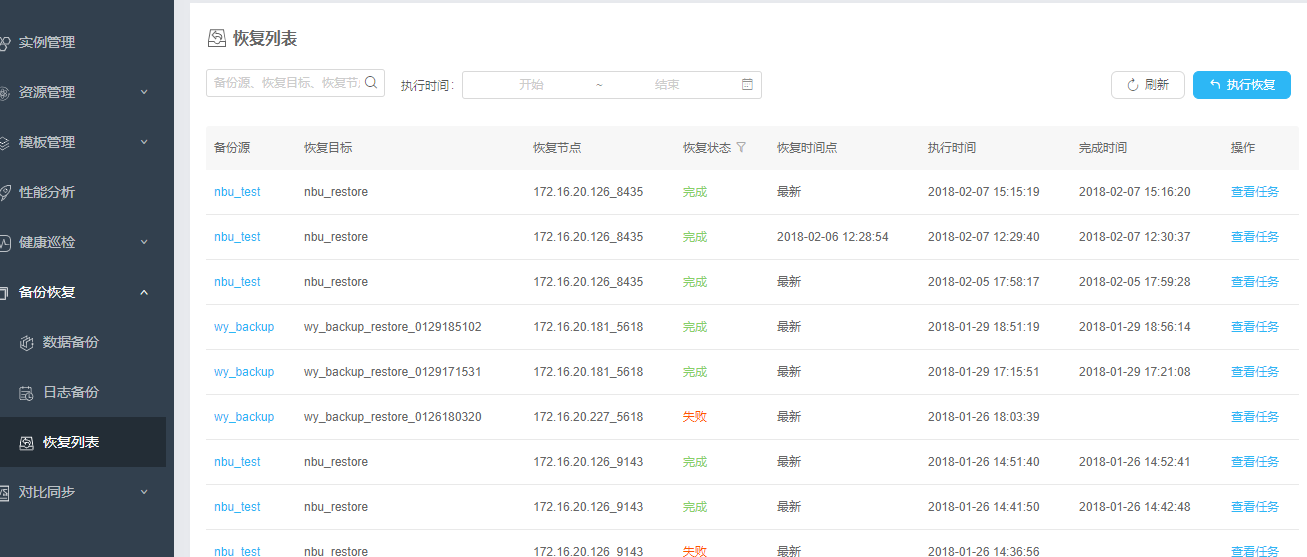 实例管理
资源管理
模板管理
性能分析
健康巡检
备份恢复
数据备份
日志备份
恢复列表
对比同步
恢复列表
备份源、恢复目标、恢复节点
执行时间: 开始 ~ 结束
刷新 执行恢复
备份源 恢复目标 恢复节点 恢复状态 恢复时间点 执行时间 完成时间 操作
nbu_test nbu_restore 172.16.20.126_8435 完成 最新 2018-02-07 15:15:19 2018-02-07 15:16:20 查看任务
nbu_test nbu_restore 172.16.20.126_8435 完成 2018-02-06 12:28:54 2018-02-07 12:29:40 2018-02-07 12:30:37 查看任务
nbu_test nbu_restore 172.16.20.126_8435 完成 最新 2018-02-05 17:58:17 2018-02-05 17:59:28 查看任务
wy_backup wy_backup_restore_0129185102 172.16.20.181_5618 完成 最新 2018-01-29 18:51:19 2018-01-29 18:56:14 查看任务
wy_backup wy_backup_restore_0129171531 172.16.20.181_5618 完成 最新 2018-01-29 17:15:51 2018-01-29 17:21:08 查看任务
wy_backup wy_backup_restore_0126180320 172.16.20.227_5618 失败 最新 2018-01-26 18:03:39 查看任务
nbu_test nbu_restore 172.16.20.126_9143 完成 最新 2018-01-26 14:51:40 2018-01-26 14:52:41 查看任务
nbu_test nbu_restore 172.16.20.126_9143 完成 最新 2018-01-26 14:41:50 2018-01-26 14:42:48 查看任务
nbu_test nbu_restore 172.16.20.126_9143 失败 最新 2018-01-26 14:36:56 查看任务